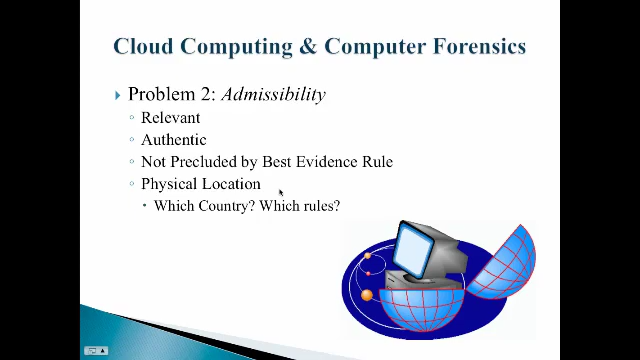 Cloud Computing & Computer Forensics
Problem 2: Admissibility
Relevant
Authentic
Not Precluded by Best Evidence Rule
Physical Location
Which Country? Which rules?